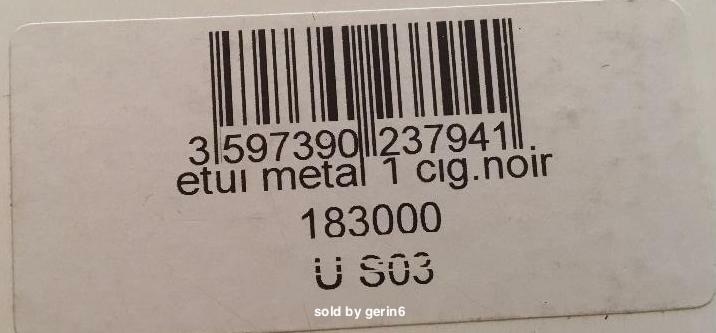 3 597390 237941
etui metal 1 cig.noir
183000
U S03
sold by gerin6